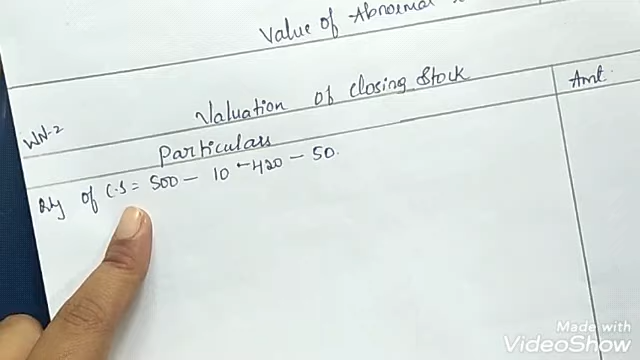 Value of Abnormal
WN-2
Valuation of Closing Stock
Particulars
Amt.
Qty of C.S = 500 - 10 - 420 - 50.
Made with
VideoShow